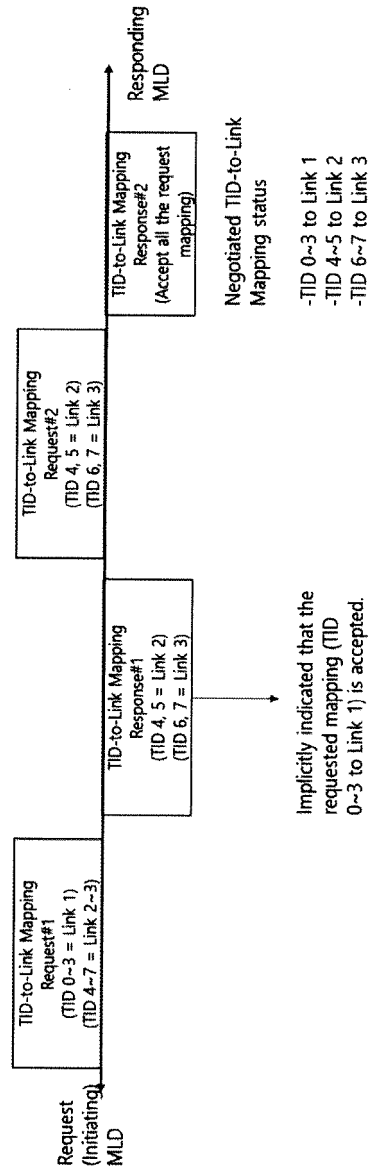 Request
(Initiating)
MLD
TID-to-Link Mapping
Request#1
(TID 0~3 = Link 1)
(TID 4~7 = Link 2~3)
TID-to-Link Mapping
Response#1
(TID 4, 5 = Link 2)
(TID 6, 7 = Link 3)
Implicitly indicated that the
requested mapping (TID
0~3 to Link 1) is accepted.
TID-to-Link Mapping
Request#2
(TID 4, 5 = Link 2)
(TID 6, 7 = Link 3)
TID-to-Link Mapping
Response#2
(Accept all the request
mapping)
Responding
MLD
Negotiated TID-to-Link
Mapping status
-TID 0~3 to Link 1
-TID 4~5 to Link 2
-TID 6~7 to Link 3